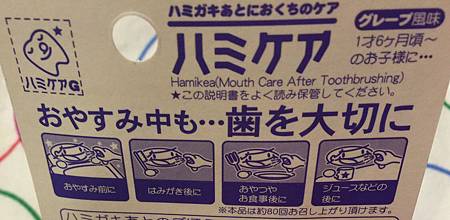 ハミガキあとにおくちのケア
ハミケア
グレープ風味
1才6ヶ月頃~
のお子様に…
ハミケアG
Hamikea(Mouth Care After Toothbrushing)
★この説明書をよく読み保管してください。
おやすみ中も…歯を大切に
おやすみ前に
はみがき後に
おやつや
お食事後に
ジュースなどの
後に
※本品は約80回お召し上がり頂けます。